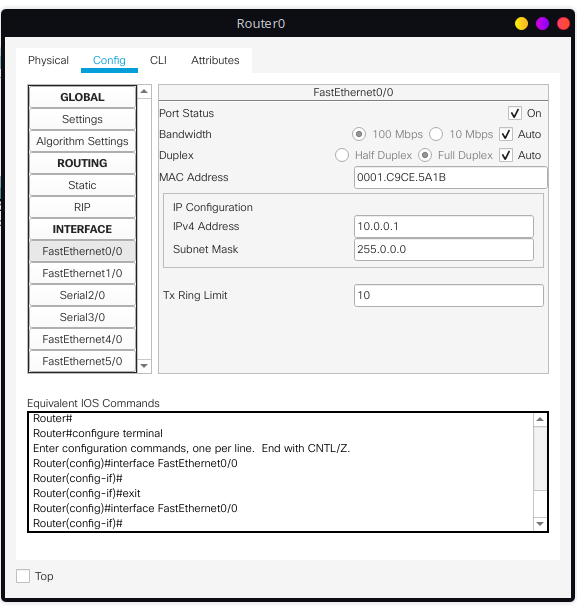 Router0
Physical Config CLI Attributes
GLOBAL
Settings
Algorithm Settings
ROUTING
Static
RIP
INTERFACE
FastEthernet0/0
FastEthernet1/0
Serial2/0
Serial3/0
FastEthernet4/0
FastEthernet5/0
FastEthernet0/0
Port Status On
Bandwidth 100 Mbps 10 Mbps Auto
Duplex Half Duplex Full Duplex Auto
MAC Address 0001.C9CE.5A1B
IP Configuration
IPv4 Address 10.0.0.1
Subnet Mask 255.0.0.0
Tx Ring Limit 10
Equivalent IOS Commands
Router#
Router#configure terminal
Enter configuration commands, one per line. End with CNTL/Z.
Router(config)#interface FastEthernet0/0
Router(config-if)#
Router(config-if)#exit
Router(config)#interface FastEthernet0/0
Router(config-if)#
Top